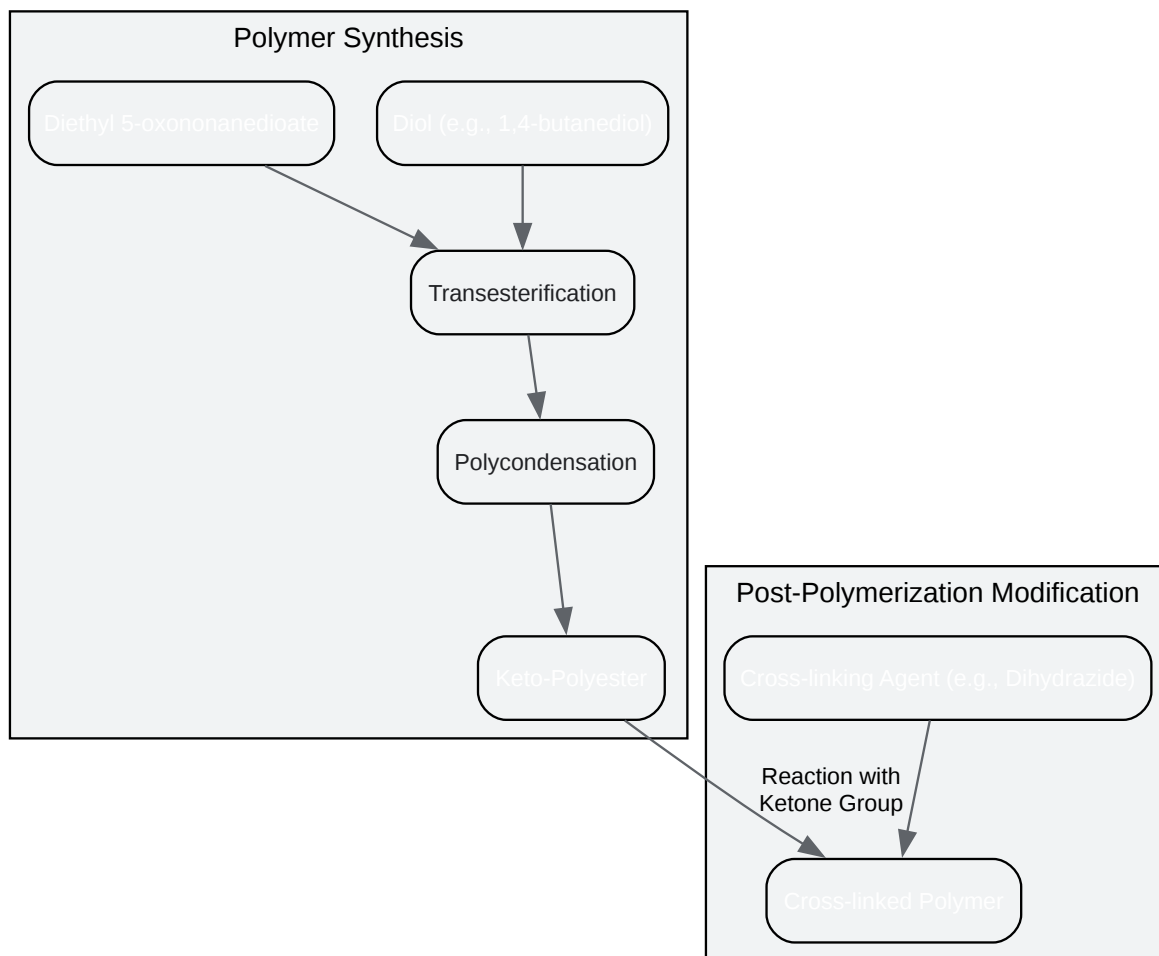 Polymer Synthesis
Diethyl 5-oxononanedioate
Diol (e.g., 1,4-butanediol)
Transesterification
Polycondensation
Keto-Polyester
Post-Polymerization Modification
Cross-linking Agent (e.g., Dihydrazide)
Reaction with
Ketone Group
Cross-linked Polymer